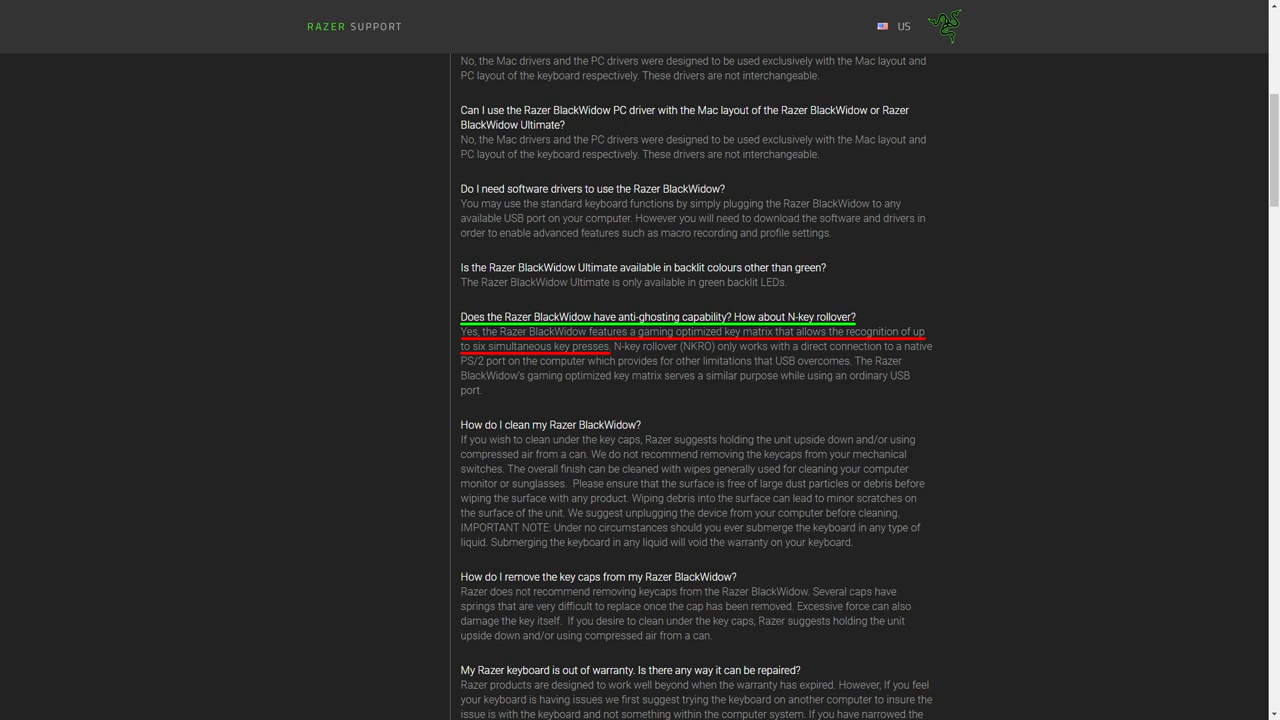 RAZER SUPPORT
US
No, the Mac drivers and the PC drivers were designed to be used exclusively with the Mac layout and
PC layout of the keyboard respectively. These drivers are not interchangeable.
Can I use the Razer BlackWidow PC driver with the Mac layout of the Razer BlackWidow or Razer
BlackWidow Ultimate?
No, the Mac drivers and the PC drivers were designed to be used exclusively with the Mac layout and
PC layout of the keyboard respectively. These drivers are not interchangeable.
Do I need software drivers to use the Razer BlackWidow?
You may use the standard keyboard functions by simply plugging the Razer BlackWidow to any
available USB port on your computer. However you will need to download the software and drivers in
order to enable advanced features such as macro recording and profile settings.
Is the Razer BlackWidow Ultimate available in backlit colours other than green?
The Razer BlackWidow Ultimate is only available in green backlit LEDs.
Does the Razer BlackWidow have anti-ghosting capability? How about N-key rollover?
Yes, the Razer BlackWidow features a gaming optimized key matrix that allows the recognition of up
to six simultaneous key presses. N-key rollover (NKRO) only works with a direct connection to a native
PS/2 port on the computer which provides for other limitations that USB overcomes. The Razer
BlackWidow's gaming optimized key matrix serves a similar purpose while using an ordinary USB
port.
How do I clean my Razer BlackWidow?
If you wish to clean under the key caps, Razer suggests holding the unit upside down and/or using
compressed air from a can. We do not recommend removing the keycaps from your mechanical
switches. The overall finish can be cleaned with wipes generally used for cleaning your computer
monitor or sunglasses.  Please ensure that the surface is free of large dust particles or debris before
wiping the surface with any product. Wiping debris into the surface can lead to minor scratches on
the surface of the unit. We suggest unplugging the device from your computer before cleaning.
IMPORTANT NOTE: Under no circumstances should you ever submerge the keyboard in any type of
liquid. Submerging the keyboard in any liquid will void the warranty on your keyboard.
How do I remove the key caps from my Razer BlackWidow?
Razer does not recommend removing keycaps from the Razer BlackWidow. Several caps have
springs that are very difficult to replace once the cap has been removed. Excessive force can also
damage the key itself.  If you desire to clean under the key caps, Razer suggests holding the unit
upside down and/or using compressed air from a can.
My Razer keyboard is out of warranty. Is there any way it can be repaired?
Razer products are designed to work well beyond when the warranty has expired. However, If you feel
your keyboard is having issues we first suggest trying the keyboard on another computer to insure the
issue is with the keyboard and not something within the computer system. If you have narrowed the